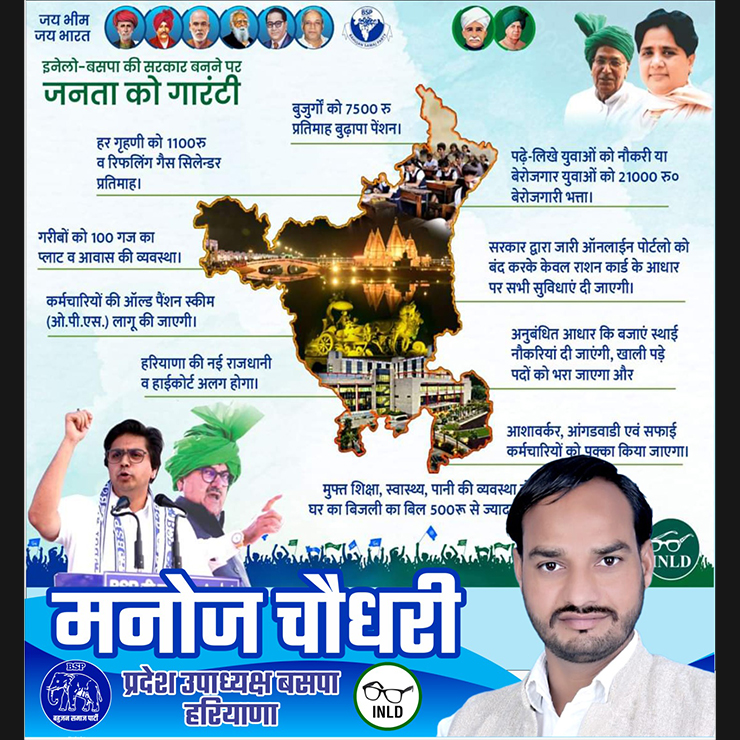 जय भीम
जय भारत
BSP
BAHUJAN SAMAJ PARTY
इनेलो-बसपा की सरकार बनने पर
जनता को गारंटी
बुजुर्गों को 7500 रु
प्रतिमाह बुढ़ापा पेंशन।
हर गृहणी को 1100रु
व रिफलिंग गैस सिलेन्डर
प्रतिमाह।
पढ़े-लिखे युवाओं को नौकरी या
बेरोजगार युवाओं को 21000 रु०
बेरोजगारी भत्ता।
गरीबों को 100 गज का
प्लाट व आवास की व्यवस्था।
सरकार द्वारा जारी ऑनलाईन पोर्टलो को
बंद करके केवल राशन कार्ड के आधार
पर सभी सुविधाएं दी जाएगी।
कर्मचारियों की ऑल्ड पैंशन स्कीम
(ओ.पी.एस.) लागू की जाएगी।
अनुबंधित आधार कि बजाएं स्थाई
नौकरियां दी जाएंगी, खाली पड़े
पदों को भरा जाएगा और
हरियाणा की नई राजधानी
व हाईकोर्ट अलग होगा।
आशावर्कर, आंगडवाडी एवं सफाई
कर्मचारियों को पक्का किया जाएगा।
मुफ्त शिक्षा, स्वास्थ्य, पानी की व्यवस्था
घर का बिजली का बिल 500रू से
INLD
मनोज चौधरी
BSP
बहुजन समाज पार्टी
प्रदेश उपाध्यक्ष बसपा
हरियाणा
INLD